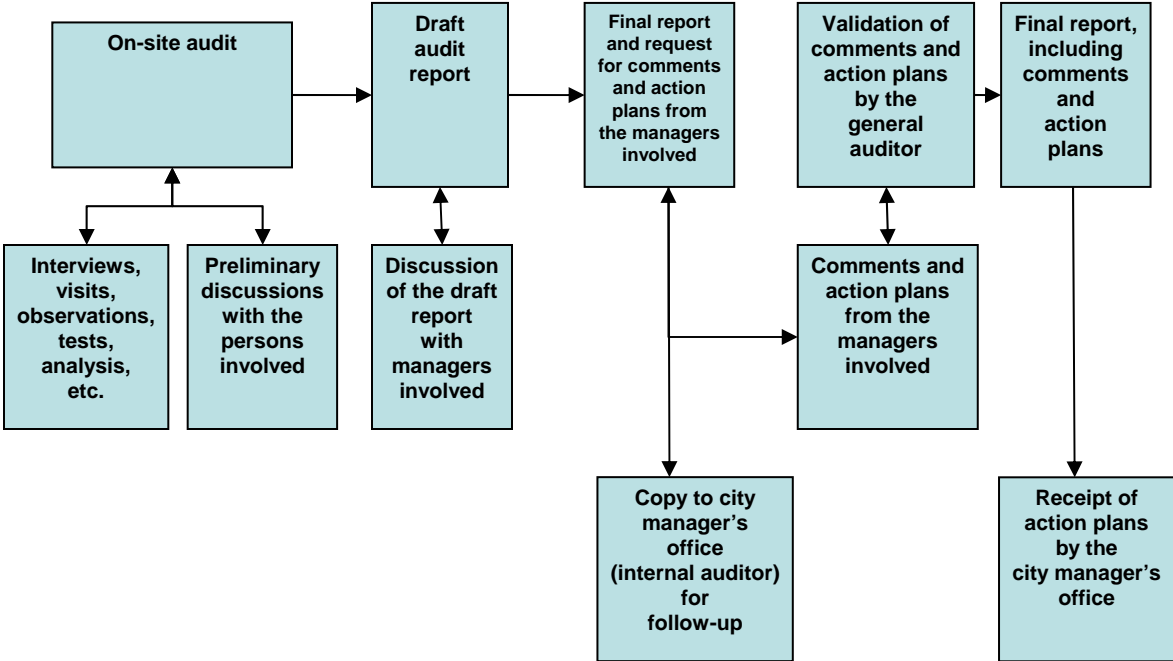 On-site audit
Draft
audit
report
Final report
and request
for comments
and action
plans from
the managers
involved
Validation of
comments and
action plans
by the
general
auditor
Final report,
including
comments
and
action
plans
Interviews,
visits,
observations,
tests,
analysis,
etc.
Preliminary
discussions
with the
persons
involved
Discussion
of the draft
report
with
managers
involved
Comments and
action plans
from the
managers
involved
Copy to city
manager’s
office
(internal auditor)
for
follow-up
Receipt of
action plans
by the
city manager’s
office